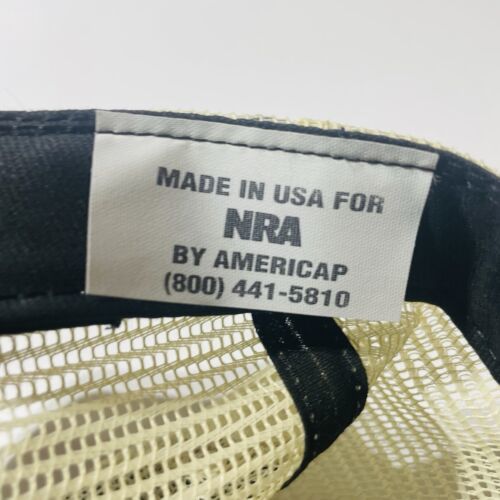 MADE IN USA FOR
NRA
BY AMERICAP
(800) 441-5810